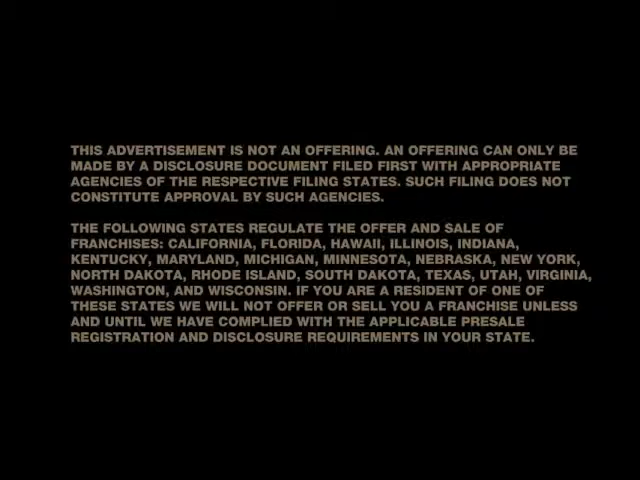 THIS ADVERTISEMENT IS NOT AN OFFERING. AN OFFERING CAN ONLY BE
MADE BY A DISCLOSURE DOCUMENT FILED FIRST WITH APPROPRIATE
AGENCIES OF THE RESPECTIVE FILING STATES. SUCH FILING DOES NOT
CONSTITUTE APPROVAL BY SUCH AGENCIES.
THE FOLLOWING STATES REGULATE THE OFFER AND SALE OF
FRANCHISES: CALIFORNIA, FLORIDA, HAWAII, ILLINOIS, INDIANA,
KENTUCKY, MARYLAND, MICHIGAN, MINNESOTA, NEBRASKA, NEW YORK,
NORTH DAKOTA, RHODE ISLAND, SOUTH DAKOTA, TEXAS, UTAH, VIRGINIA,
WASHINGTON, AND WISCONSIN. IF YOU ARE A RESIDENT OF ONE OF
THESE STATES WE WILL NOT OFFER OR SELL YOU A FRANCHISE UNLESS
AND UNTIL WE HAVE COMPLIED WITH THE APPLICABLE PRESALE
REGISTRATION AND DISCLOSURE REQUIREMENTS IN YOUR STATE.